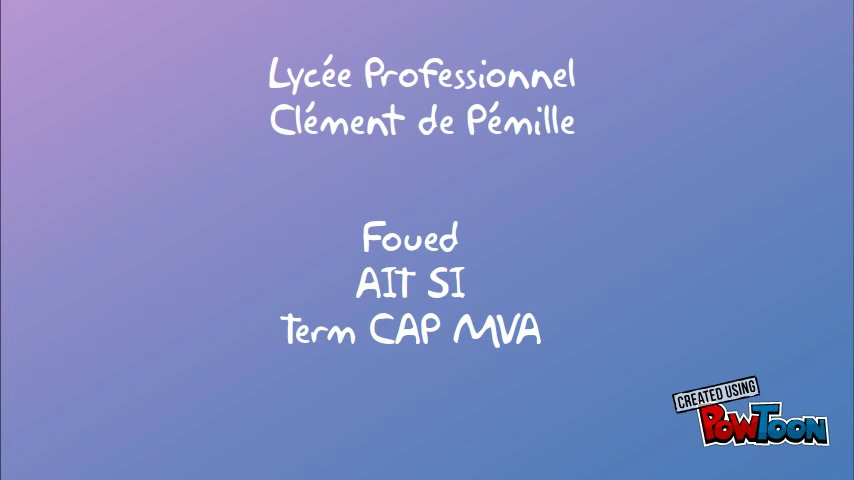 Lycée Professionnel
Clément de Pémille
Foued
AIT SI
Term CAP MVA
CREATED USING
POWTOON